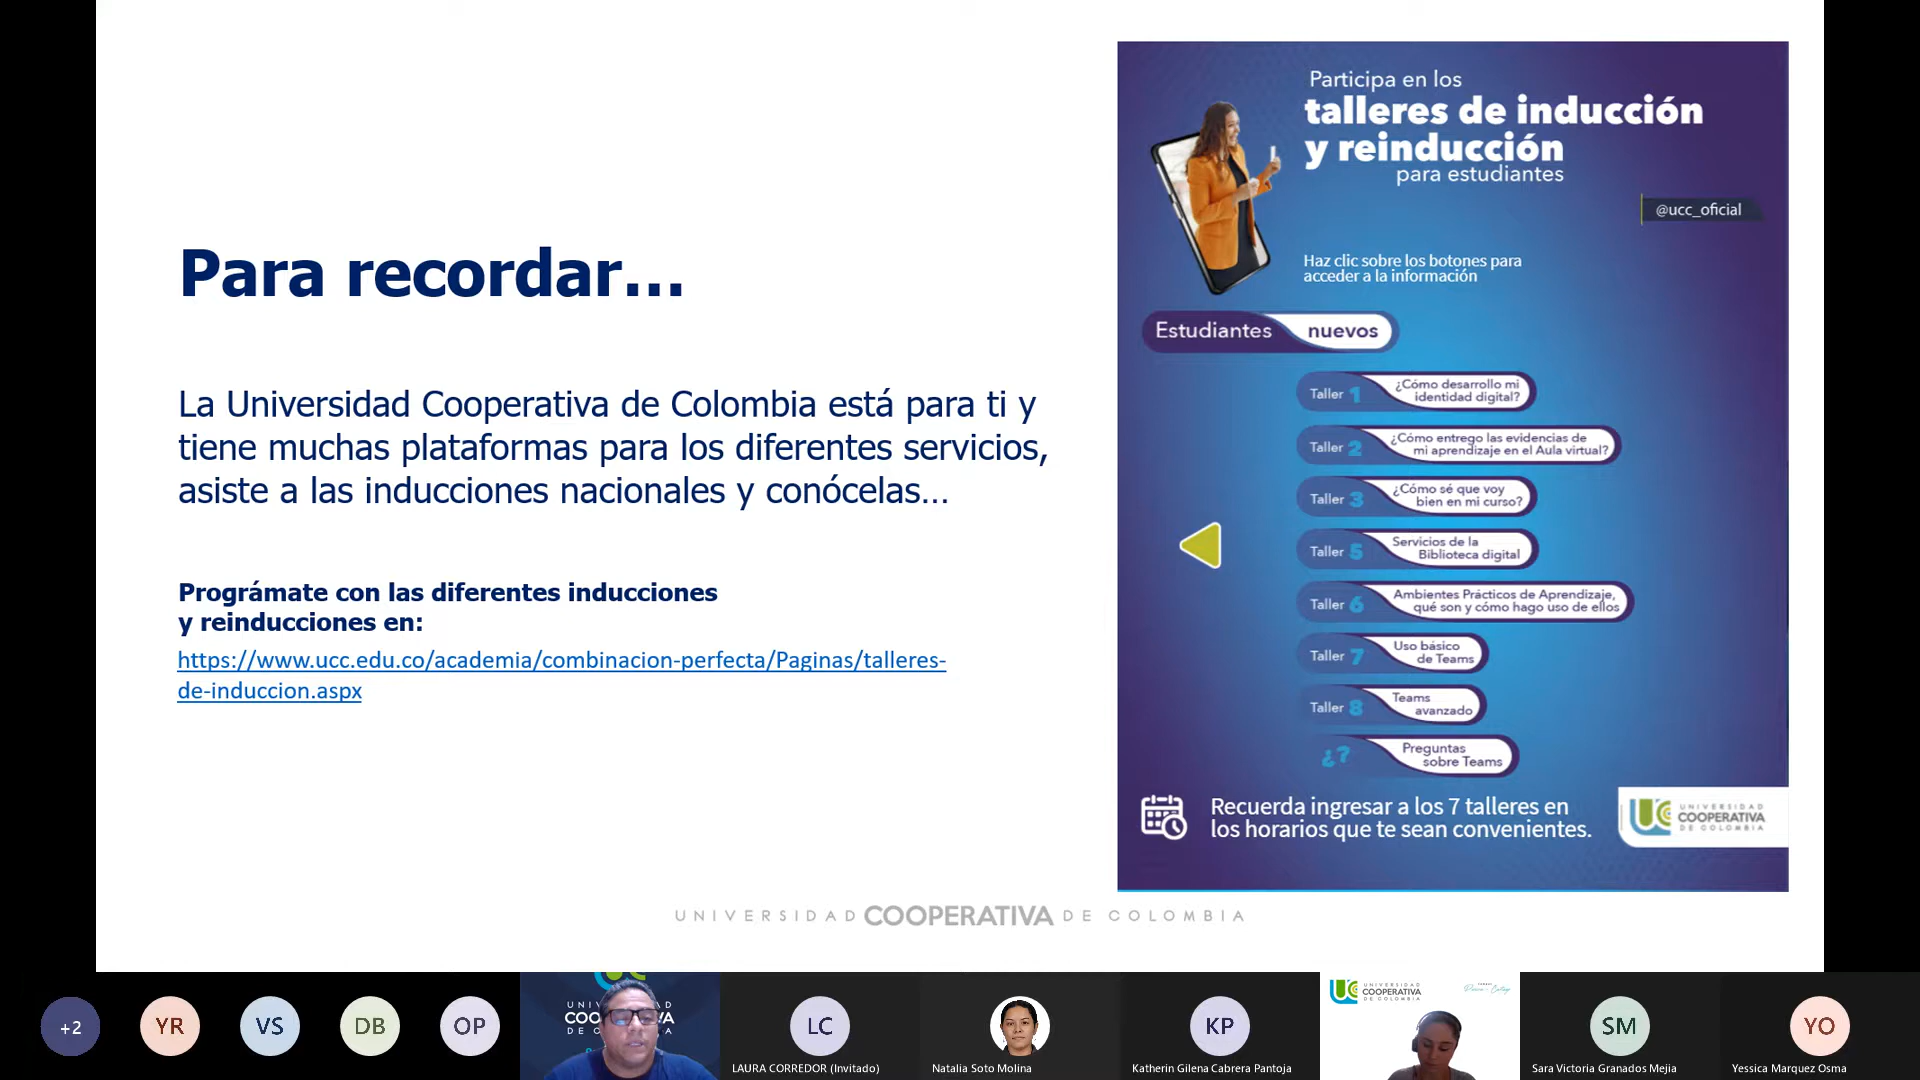 Para recordar...
La Universidad Cooperativa de Colombia está para ti y
tiene muchas plataformas para los diferentes servicios,
asiste a las inducciones nacionales y conócelas...
Prográmate con las diferentes inducciones
y reinducciones en:
https://www.ucc.edu.co/academia/combinacion-perfecta/Paginas/talleres-
de-induccion.aspx
Participa en los
talleres de inducción
y reinducción
para estudiantes
@ucc_oficial
Haz clic sobre los botones para
acceder a la información
Estudiantes nuevos
Taller 1 ¿Cómo desarrollo mi
identidad digital?
Taller 2 ¿Cómo entrego las evidencias de
mi aprendizaje en el Aula virtual?
Taller 3 ¿Cómo sé que voy
bien en mi curso?
Taller 5 Servicios de la
Biblioteca digital
Taller 6 Ambientes Prácticos de Aprendizaje,
qué son y cómo hago uso de ellos
Taller 7 Uso básico
de Teams
Taller 8 Teams
avanzado
¿? Preguntas
sobre Teams
Recuerda ingresar a los 7 talleres en
los horarios que te sean convenientes.
UNIVERSIDAD
COOPERATIVA
DE COLOMBIA
UNIVERSIDAD COOPERATIVA DE COLOMBIA
+2
YR
VS
DB
OP
LC
LAURA CORREDOR (Invitado)
Natalia Soto Molina
KP
Katherin Gilena Cabrera Pantoja
UNIVERSIDAD
COOPERATIVA
DE COLOMBIA
SM
Sara Victoria Granados Mejia
YO
Yessica Marquez Osma